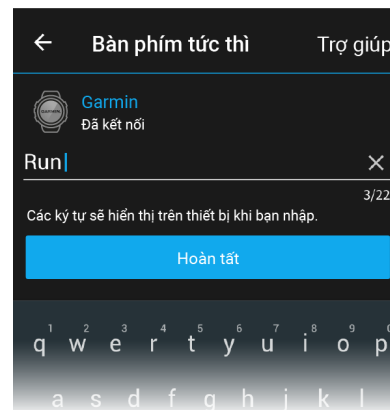 Bàn phím tức thì Trợ giúp
Garmin
Đã kết nối
Run
3/22
Các ký tự sẽ hiển thị trên thiết bị khi bạn nhập.
Hoàn tất
1 2 3 4 5 6 7 8 9
q w e r t y u i o p
a s d f g h j k l